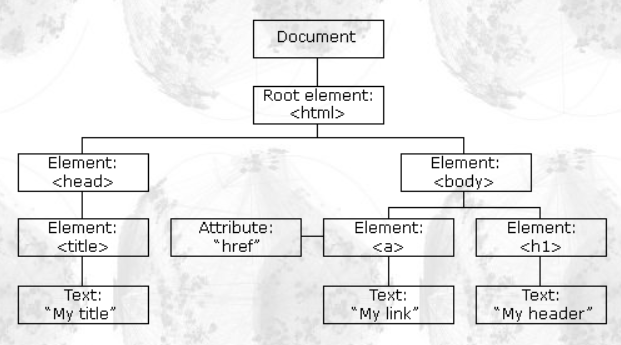 Document
Root element:
<html>
Element:
<head>
Element:
<body>
Element:
<title>
Attribute:
“href”
Element:
<a>
Element:
<h1>
Text:
“My title”
Text:
“My link”
Text:
“My header”